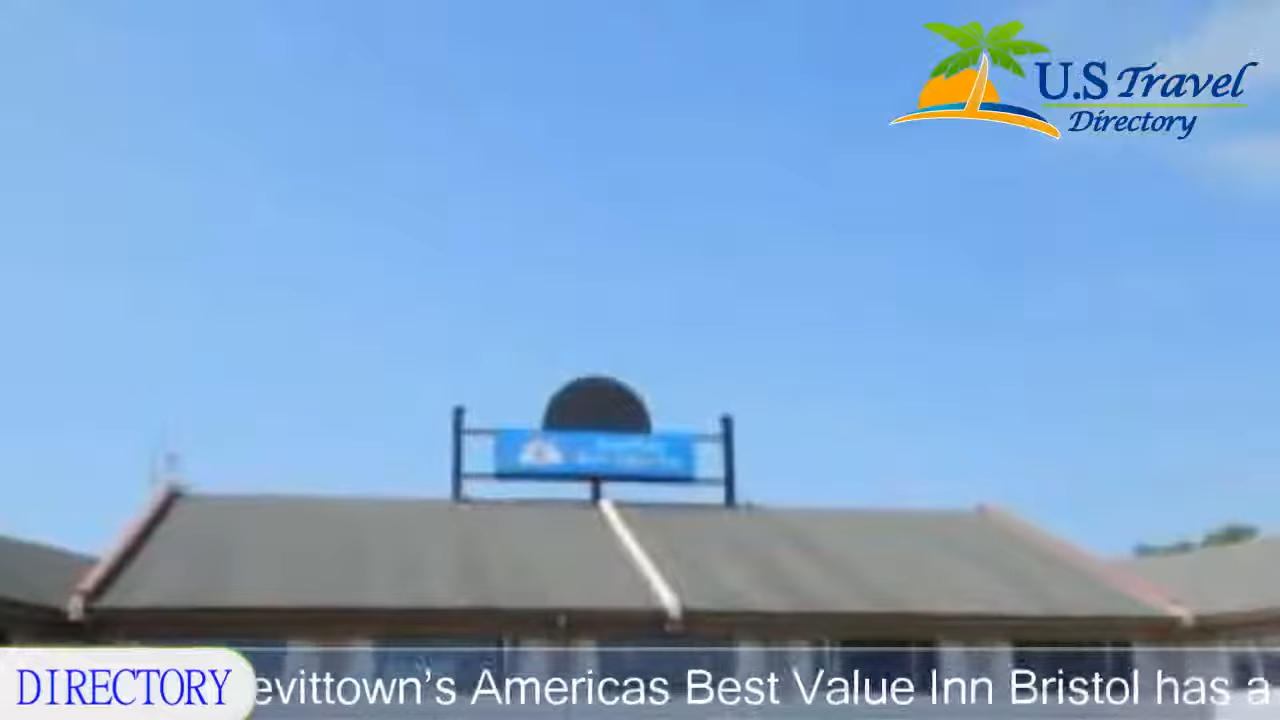 U.S Travel
Directory
DIRECTORY
evittown's Americas Best Value Inn Bristol has a